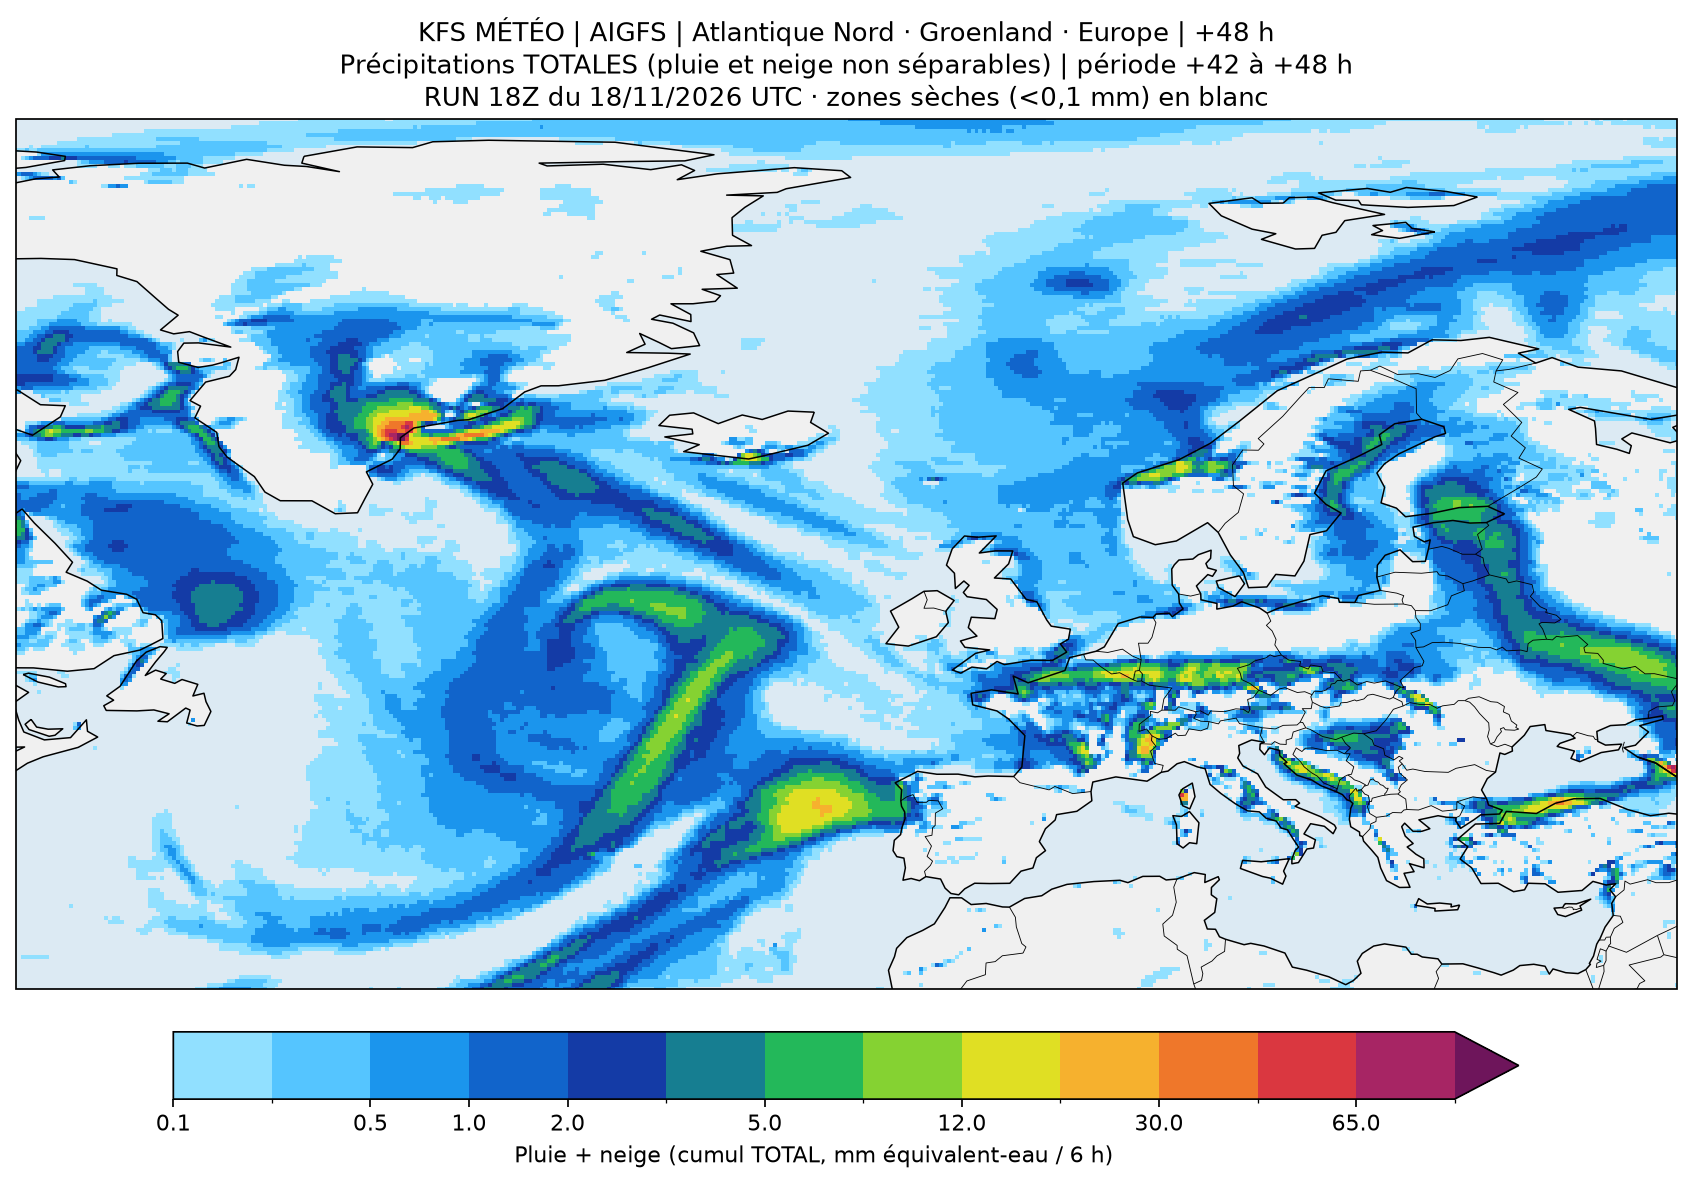 KFS MÉTÉO | AIGFS | Atlantique Nord · Groenland · Europe | +48 h
Précipitations TOTALES (pluie et neige non séparables) | période +42 à +48 h
RUN 18Z du 18/11/2026 UTC · zones sèches (<0,1 mm) en blanc
0.1 0.5 1.0 2.0 5.0 12.0 30.0 65.0
Pluie + neige (cumul TOTAL, mm équivalent-eau / 6 h)